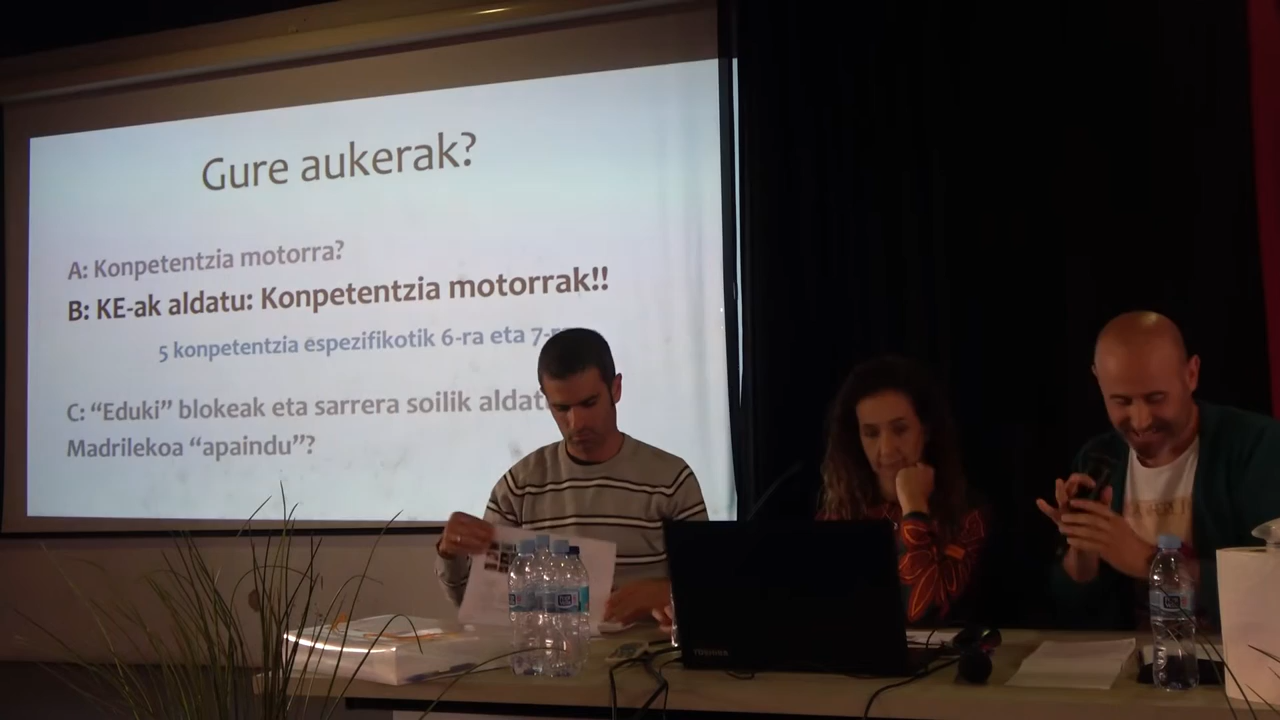 Gure aukerak?
A: Konpetentzia motorra?
B: KE-ak aldatu: Konpetentzia motorrak!!
5 konpetentzia espezifikotik 6-ra eta
C: “Eduki” blokeak eta sarrera soilik
Madrilekoa “apaindu”?
TOSHIBA